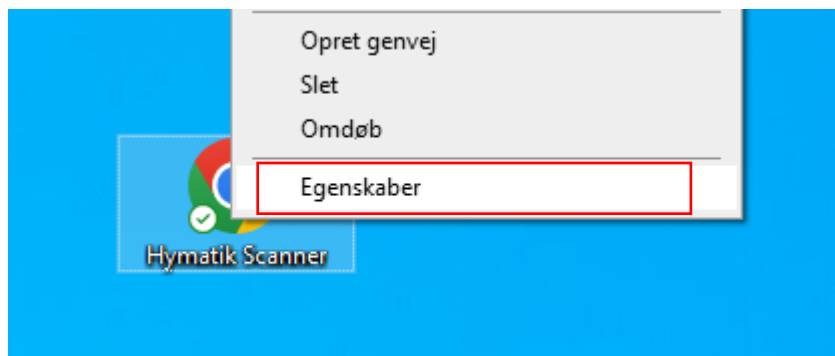 Opret genvej
Slet
Omdøb
Egenskaber
Hymatik Scanner